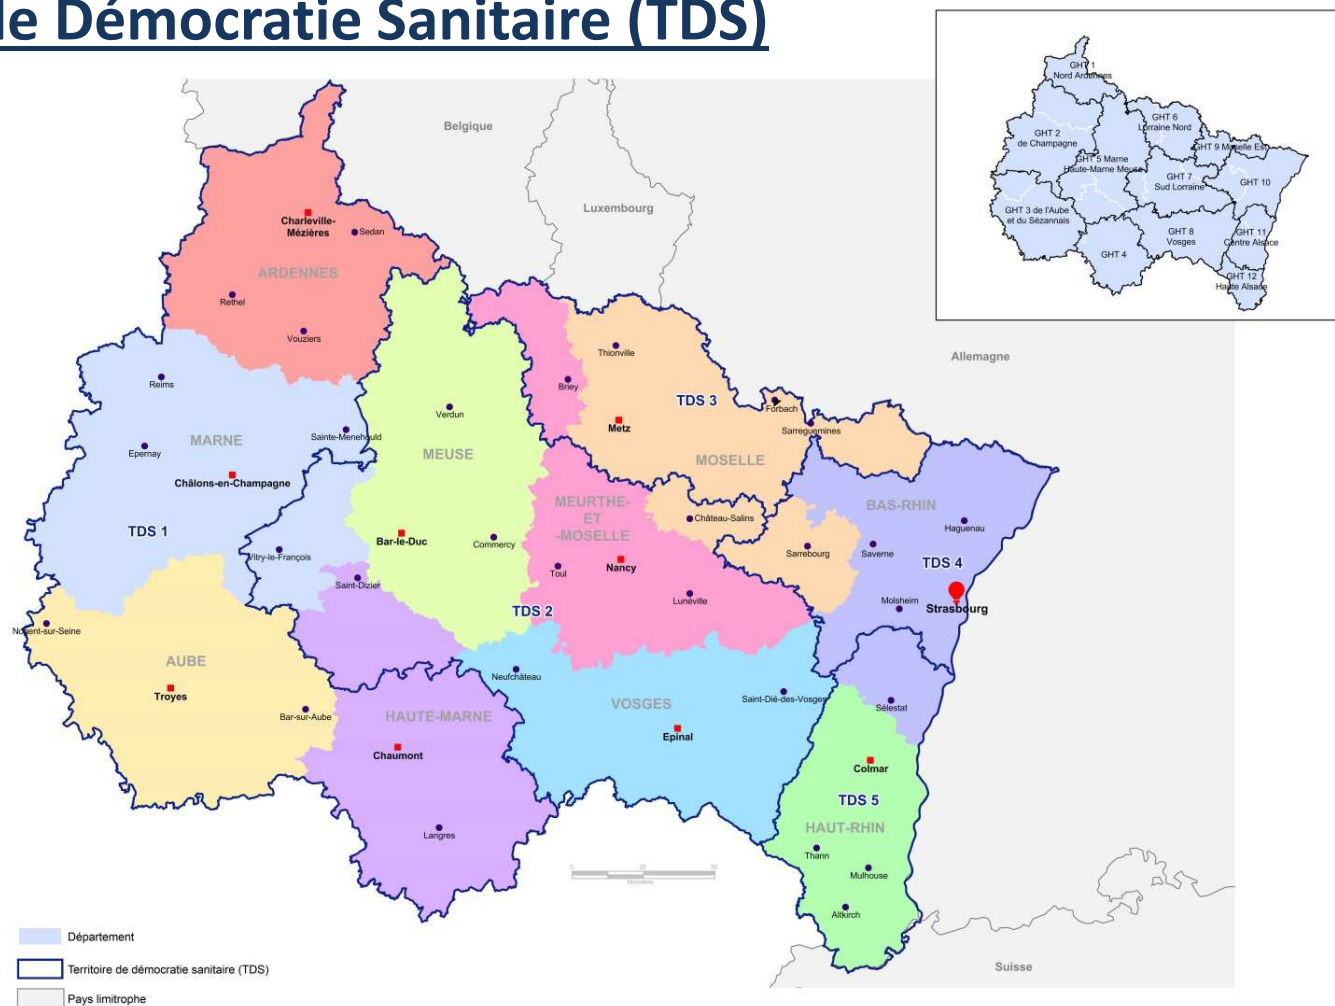 le Démocratie Sanitaire (TDS)
GHT 1
Nord Ardennes
GHT 2
de Champagne
GHT 6
Lorraine Nord
GHT 9 Moselle Est
GHT 5 Marne
Haute-Marne Meuse
GHT 7
Sud Lorraine
GHT 10
GHT 3 de l'Aube
et du Sézannais
GHT 8
Vosges
GHT 11
Centre Alsace
GHT 4
GHT 12
Haute Alsace
Belgique
Luxembourg
Allemagne
Suisse
Charleville-
Mézières
Sedan
ARDENNES
Rethel
Vouziers
Reims
MARNE
Sainte-Menehould
Epernay
Châlons-en-Champagne
TDS 1
Vitry-le-François
Verdun
MEUSE
Bar-le-Duc
Commercy
Saint-Dizier
Briey
Thionville
TDS 3
Metz
MOSELLE
Forbach
Sarreguemines
Château-Salins
Sarrebourg
MEURTHE-
ET
-MOSELLE
Toul
Nancy
Lunéville
TDS 2
BAS-RHIN
Haguenau
Saverne
TDS 4
Molsheim
Strasbourg
Sélestat
Nogent-sur-Seine
AUBE
Troyes
Bar-sur-Aube
HAUTE-MARNE
Chaumont
Langres
Neufchâteau
VOSGES
Saint-Dié-des-Vosges
Epinal
Colmar
TDS 5
HAUT-RHIN
Thann
Mulhouse
Altkirch
0 25 50
kilomètres
Département
Territoire de démocratie sanitaire (TDS)
Pays limitrophe